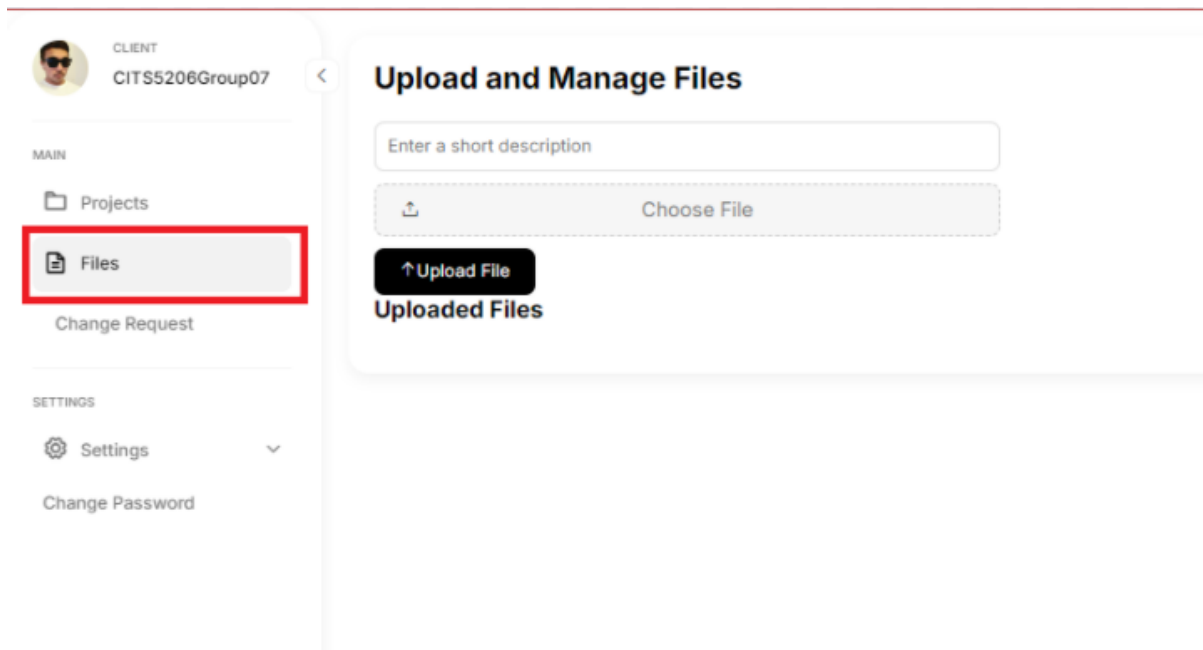 CLIENT
CITS5206Group07
MAIN
Projects
Files
Change Request
SETTINGS
Settings
Change Password
Upload and Manage Files
Enter a short description
Choose File
↑Upload File
Uploaded Files